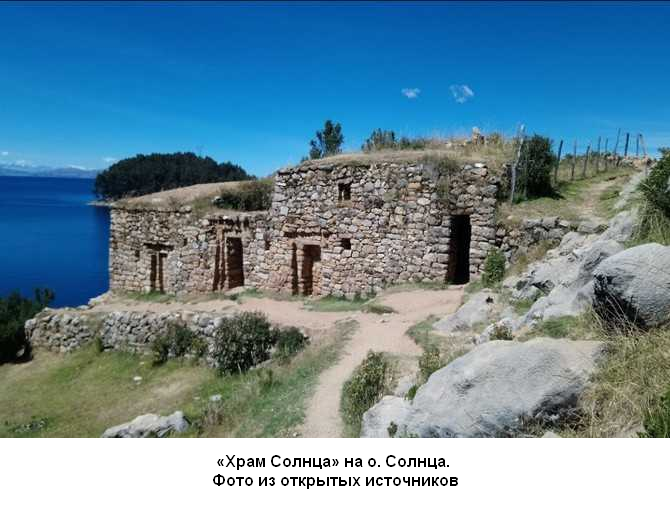 «Храм Солнца» на о. Солнца.
Фото из открытых источников